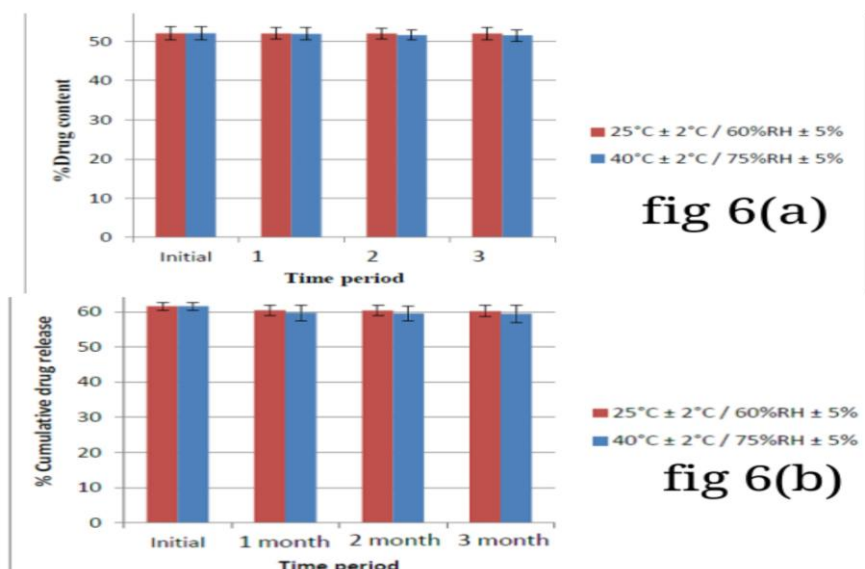 %Drug content
50
40
30
20
10
0
Initial 1 2 3
Time period
25°C ± 2°C / 60%RH ± 5%
40°C ± 2°C / 75%RH ± 5%
fig 6(a)
% Cumulative drug release
60
50
40
30
20
10
0
Initial 1 month 2 month 3 month
Time period
25°C ± 2°C / 60%RH ± 5%
40°C ± 2°C / 75%RH ± 5%
fig 6(b)